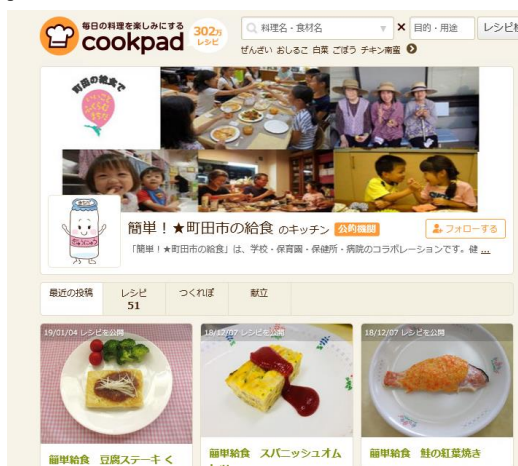 毎日の料理を楽しみにする
cookpad
302万
レシピ
料理名・食材名
目的・用途
ぜんざい おしるこ 白菜 ごぼう チキン南蛮
町田の給食で
簡単！★町田市の給食 のキッチン 公的機関
フォローする
「簡単！★町田市の給食」は、学校・保育園・保健所・病院のコラボレーションです。健 ...
最近の投稿
レシピ
51
つくれぽ
献立
19/01/04 レシピを公開
18/12/07 レシピを公開
18/12/07 レシピを公開
簡単給食 豆腐ステーキ く
簡単給食 スパニッシュオム
簡単給食 鮭の紅葉焼き